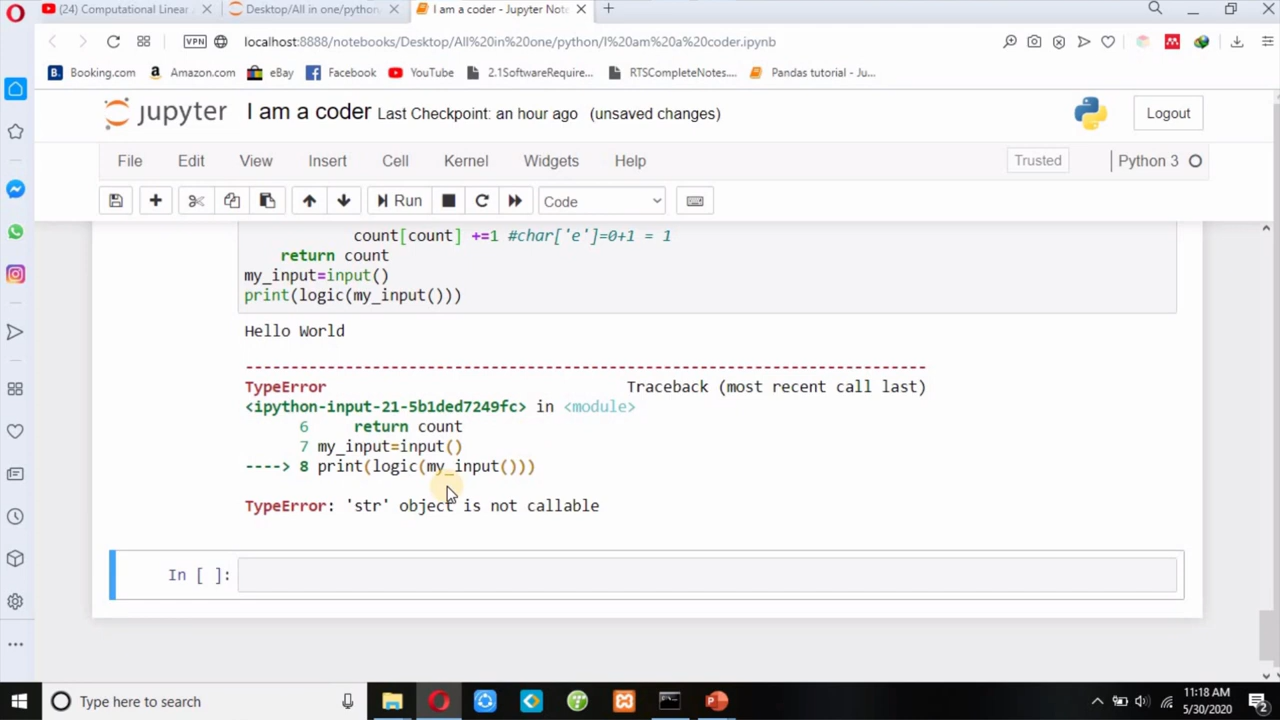 (24) Computational Linear
Desktop/All in one/python
I am a coder - Jupyter Not
VPN
localhost:8888/notebooks/Desktop/All%20in%20one/python/I%20am%20a%20coder.ipynb
B Booking.com
a Amazon.com
eBay
Facebook
YouTube
2.1SoftwareRequire...
RTSCompleteNotes....
Pandas tutorial - Ju...
jupyter I am a coder Last Checkpoint: an hour ago (unsaved changes)
Logout
File Edit View Insert Cell Kernel Widgets Help
Trusted
Python 3
Run
Code
count[count] +=1 #char['e']=0+1 = 1
return count
my_input=input()
print(logic(my_input()))
Hello World
---------------------------------------------------------------------------
TypeError Traceback (most recent call last)
<ipython-input-21-5b1ded7249fc> in <module>
6 return count
7 my_input=input()
----> 8 print(logic(my_input()))
TypeError: 'str' object is not callable
In [ ]:
Type here to search
11:18 AM
5/30/2020
2